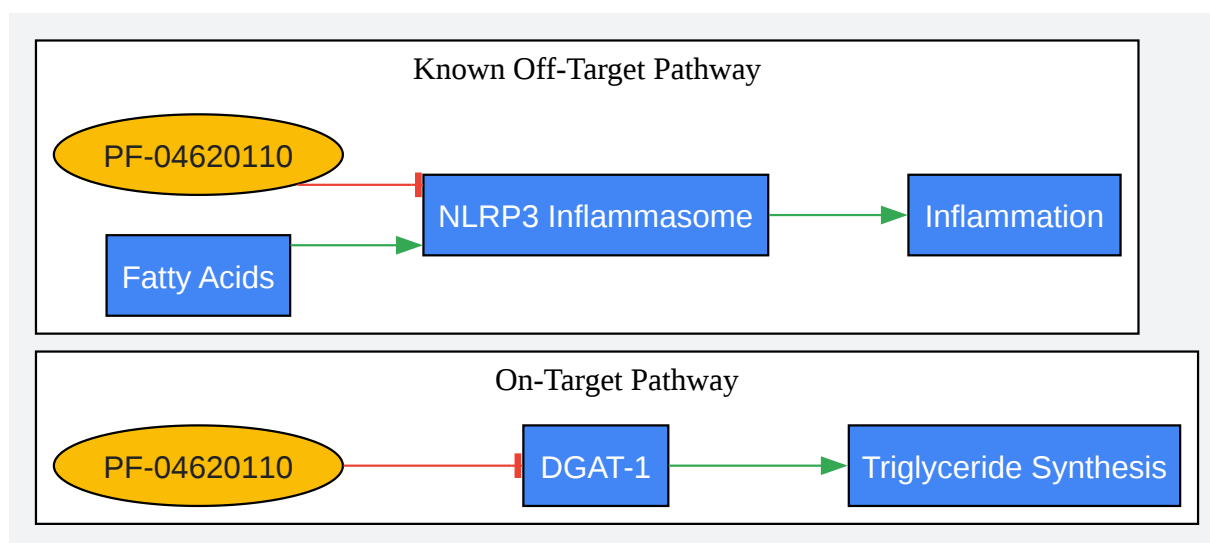 Known Off-Target Pathway
PF-04620110
NLRP3 Inflammasome
Inflammation
Fatty Acids
On-Target Pathway
PF-04620110
DGAT-1
Triglyceride Synthesis